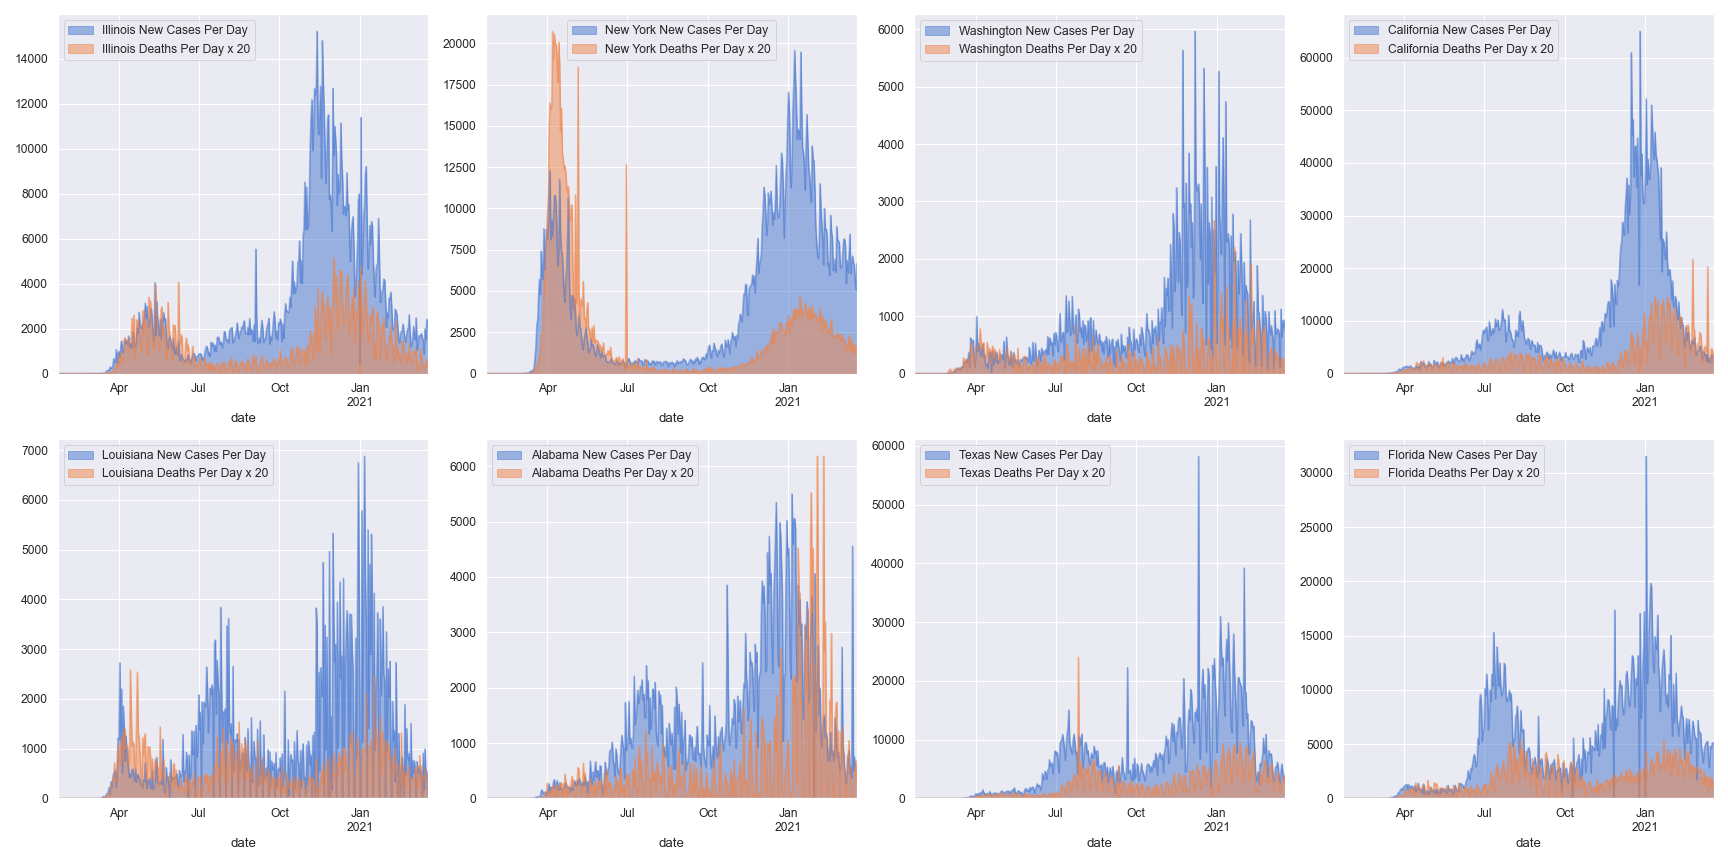 Illinois New Cases Per Day
Illinois Deaths Per Day x 20
14000
12000
10000
8000
6000
4000
2000
0
Apr
Jul
Oct
Jan
2021
date
New York New Cases Per Day
New York Deaths Per Day x 20
20000
17500
15000
12500
10000
7500
5000
2500
0
Apr
Jul
Oct
Jan
2021
date
Washington New Cases Per Day
Washington Deaths Per Day x 20
6000
5000
4000
3000
2000
1000
0
Apr
Jul
Oct
Jan
2021
date
California New Cases Per Day
California Deaths Per Day x 20
60000
50000
40000
30000
20000
10000
0
Apr
Jul
Oct
Jan
2021
date
Louisiana New Cases Per Day
Louisiana Deaths Per Day x 20
7000
6000
5000
4000
3000
2000
1000
0
Apr
Jul
Oct
Jan
2021
date
Alabama New Cases Per Day
Alabama Deaths Per Day x 20
6000
5000
4000
3000
2000
1000
0
Apr
Jul
Oct
Jan
2021
date
Texas New Cases Per Day
Texas Deaths Per Day x 20
60000
50000
40000
30000
20000
10000
0
Apr
Jul
Oct
Jan
2021
date
Florida New Cases Per Day
Florida Deaths Per Day x 20
30000
25000
20000
15000
10000
5000
0
Apr
Jul
Oct
Jan
2021
date